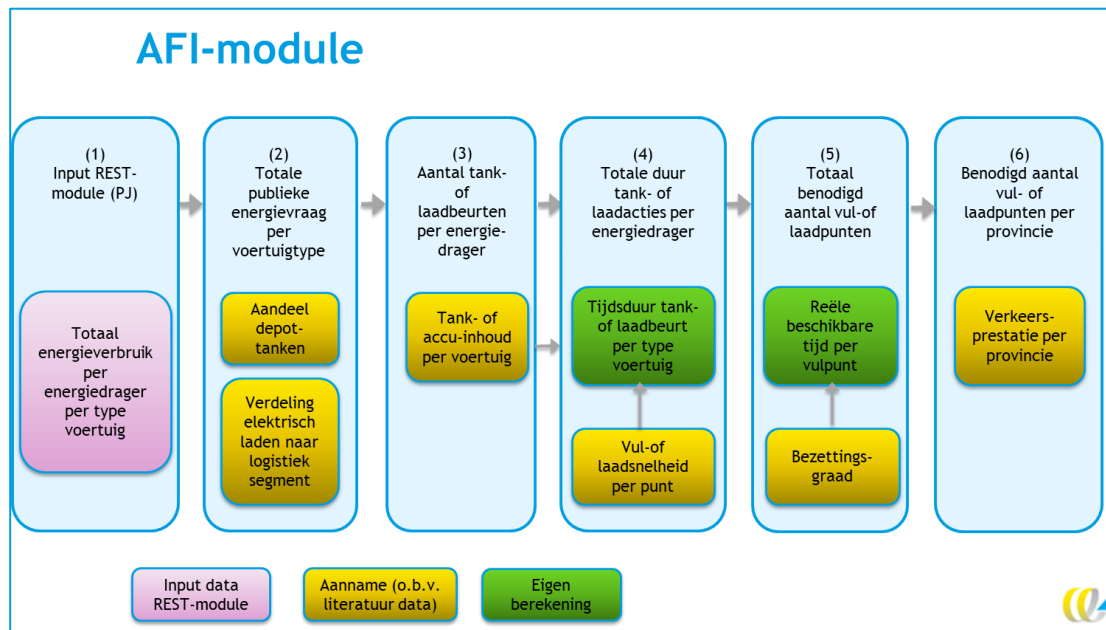 AFI-module
(1)
Input REST-
module (PJ)
Totaal
energieverbruik
per
energiedrager
per type
voertuig
(2)
Totale
publieke
energievraag
per
voertuigtype
Aandeel
depot-
tanken
Verdeling
elektrisch
laden naar
logistiek
segment
(3)
Aantal tank-
of
laadbeurten
per energie-
drager
Tank- of
accu-inhoud
per voertuig
(4)
Totale duur
tank- of
laadacties per
energiedrager
Tijdsduur tank-
of laadbeurt
per type
voertuig
Vul-of
laadsnelheid
per punt
(5)
Totaal
benodigd
aantal vul-of
laadpunten
Reële
beschikbare
tijd per
vulpunt
Bezettings-
graad
(6)
Benodigd aantal
vul- of
laadpunten per
provincie
Verkeers-
prestatie per
provincie
Input data
REST-module
Aanname (o.b.v.
literatuur data)
Eigen
berekening